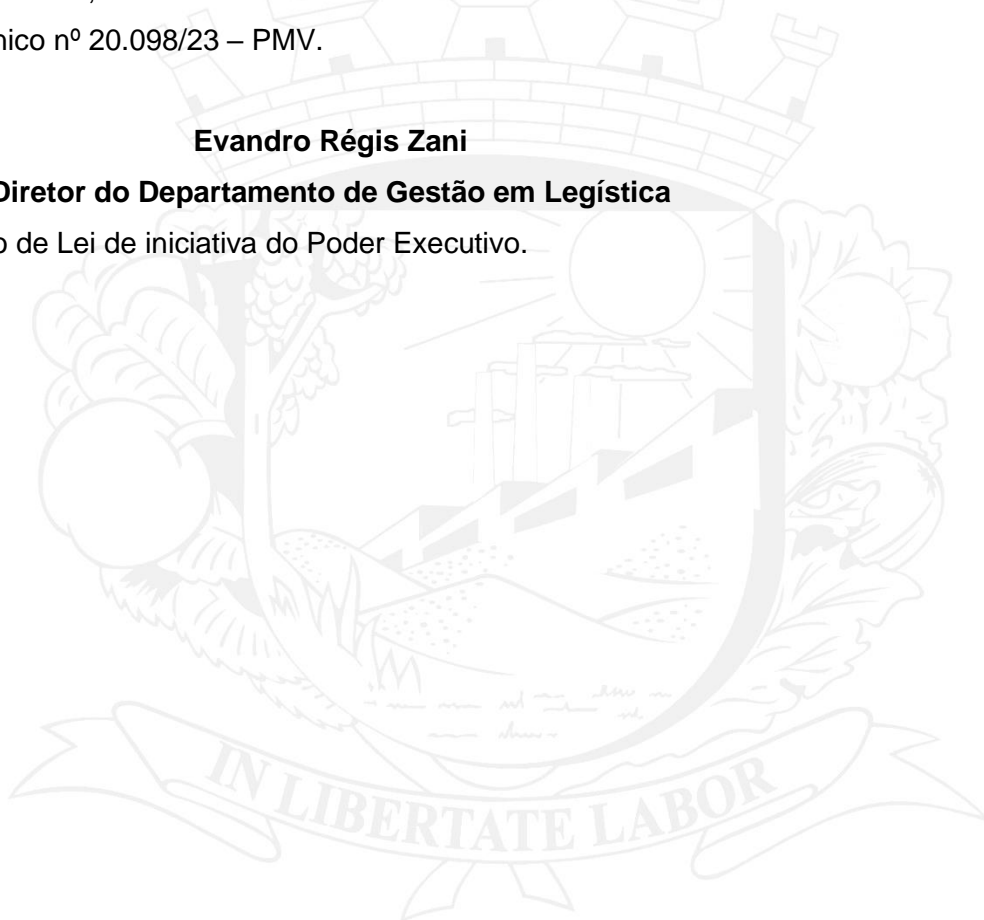 nico nº 20.098/23 – PMV.
Evandro Régis Zani
Diretor do Departamento de Gestão em Legística
o de Lei de iniciativa do Poder Executivo.
IN LIBERTATE LABOR